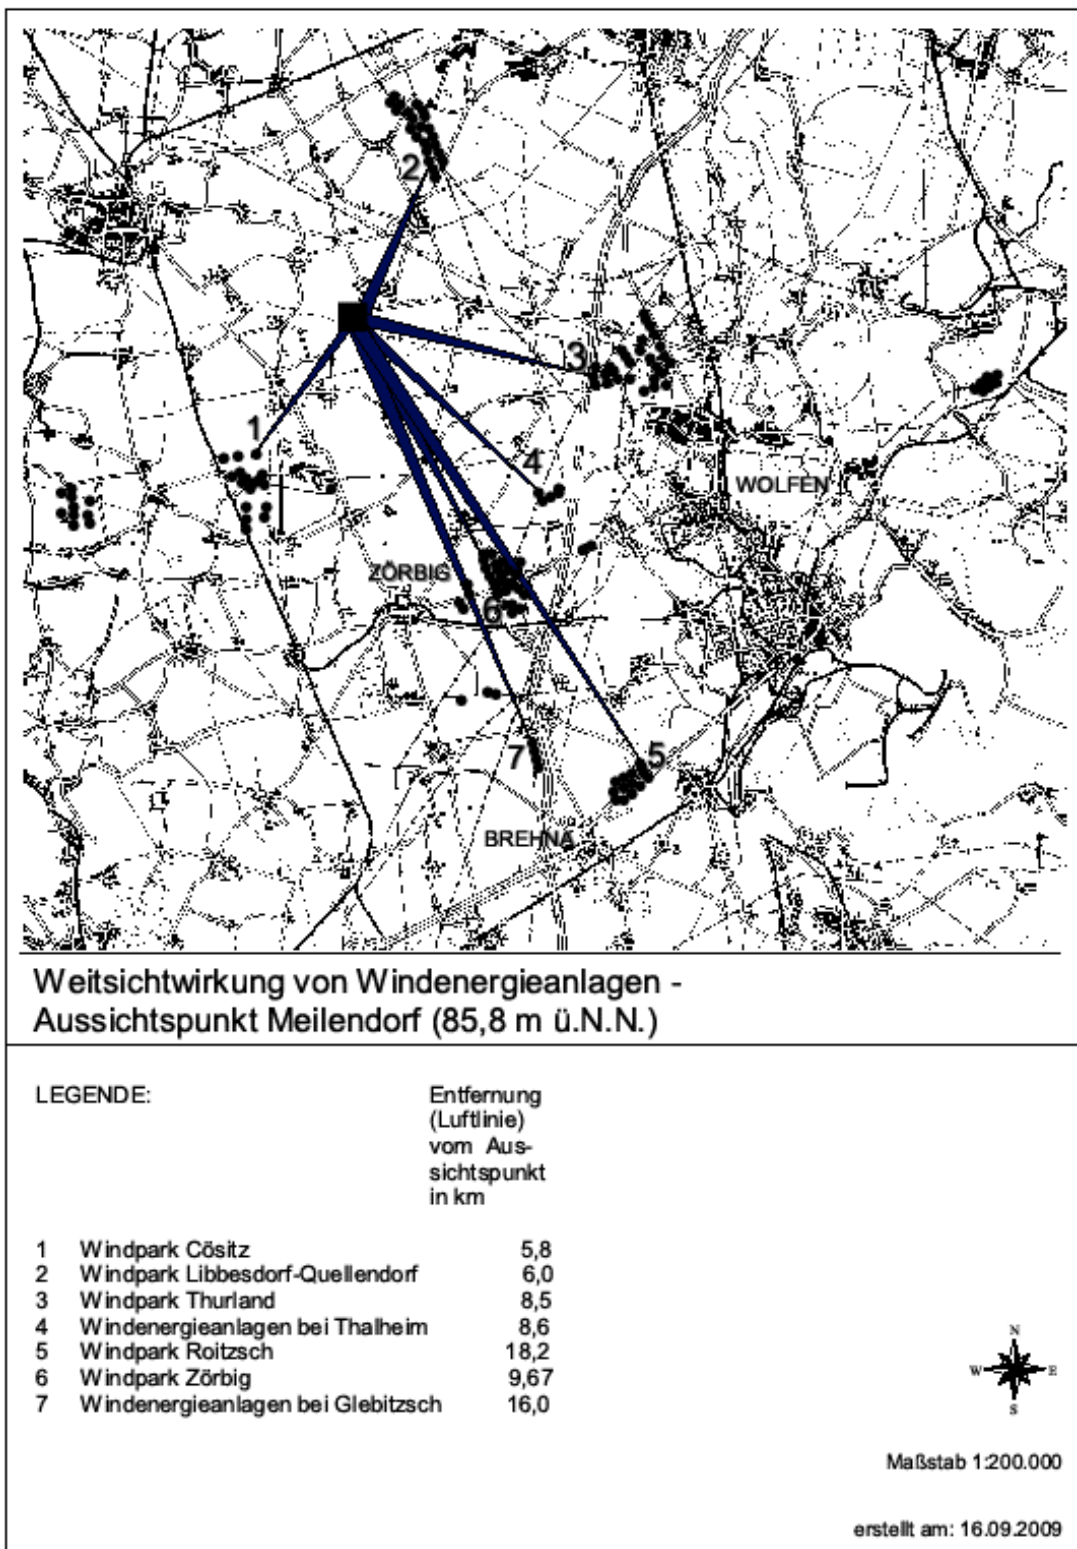 2
1
3
4
WOLFEN
ZÖRBIG
6
7
5
BREHNA
Weitsichtwirkung von Windenergieanlagen -
Aussichtspunkt Meilendorf (85,8 m ü.N.N.)
LEGENDE:
Entfernung
(Luftlinie)
vom Aus-
sichtspunkt
in km
1 Windpark Cösitz 5,8
2 Windpark Libbesdorf-Quellendorf 6,0
3 Windpark Thurland 8,5
4 Windenergieanlagen bei Thalheim 8,6
5 Windpark Roitzsch 18,2
6 Windpark Zörbig 9,67
7 Windenergieanlagen bei Glebitzsch 16,0
N
W E
S
Maßstab 1:200.000
erstellt am: 16.09.2009